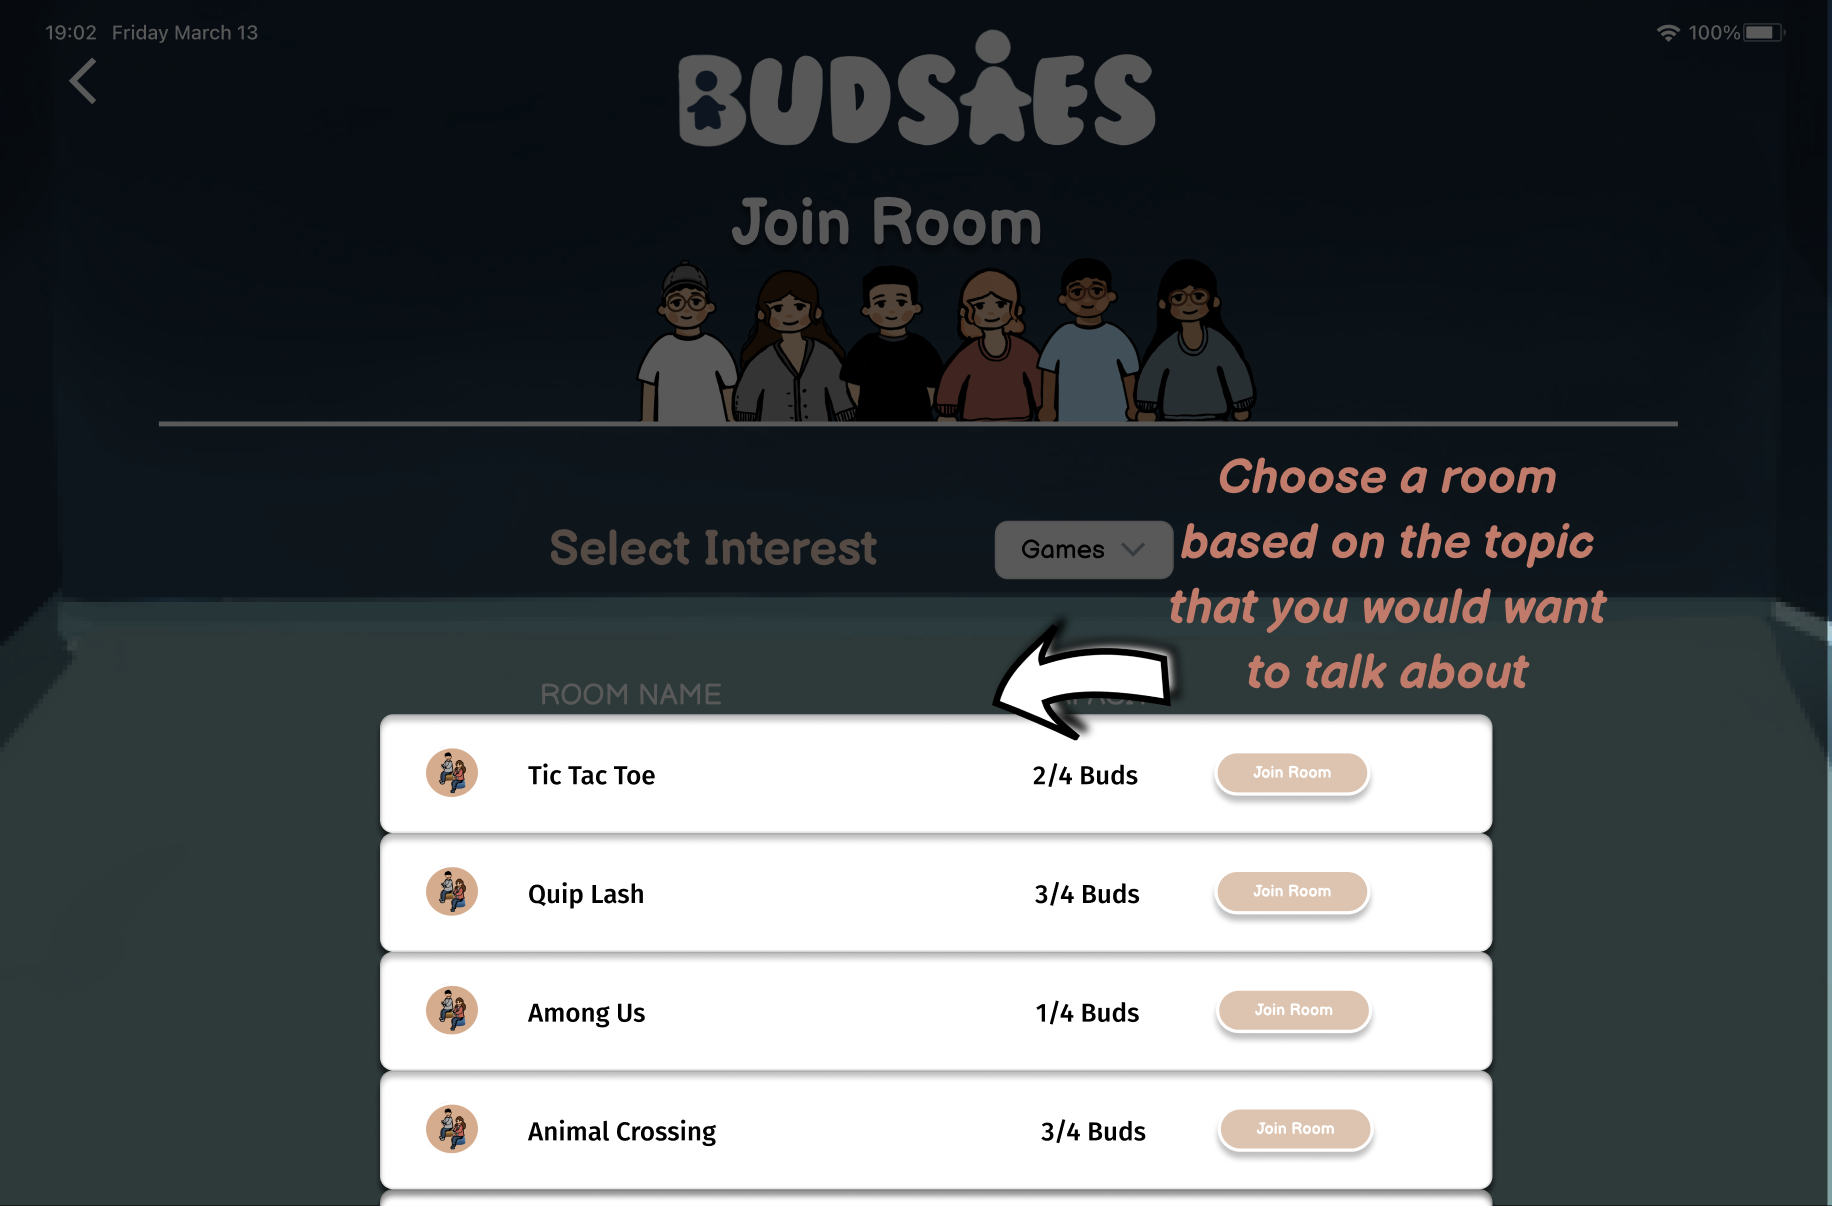 19:02 Friday March 13
100%
BUDSIES
Join Room
Choose a room
based on the topic
that you would want
to talk about
Select Interest
Games
ROOM NAME
Tic Tac Toe 2/4 Buds Join Room
Quip Lash 3/4 Buds Join Room
Among Us 1/4 Buds Join Room
Animal Crossing 3/4 Buds Join Room